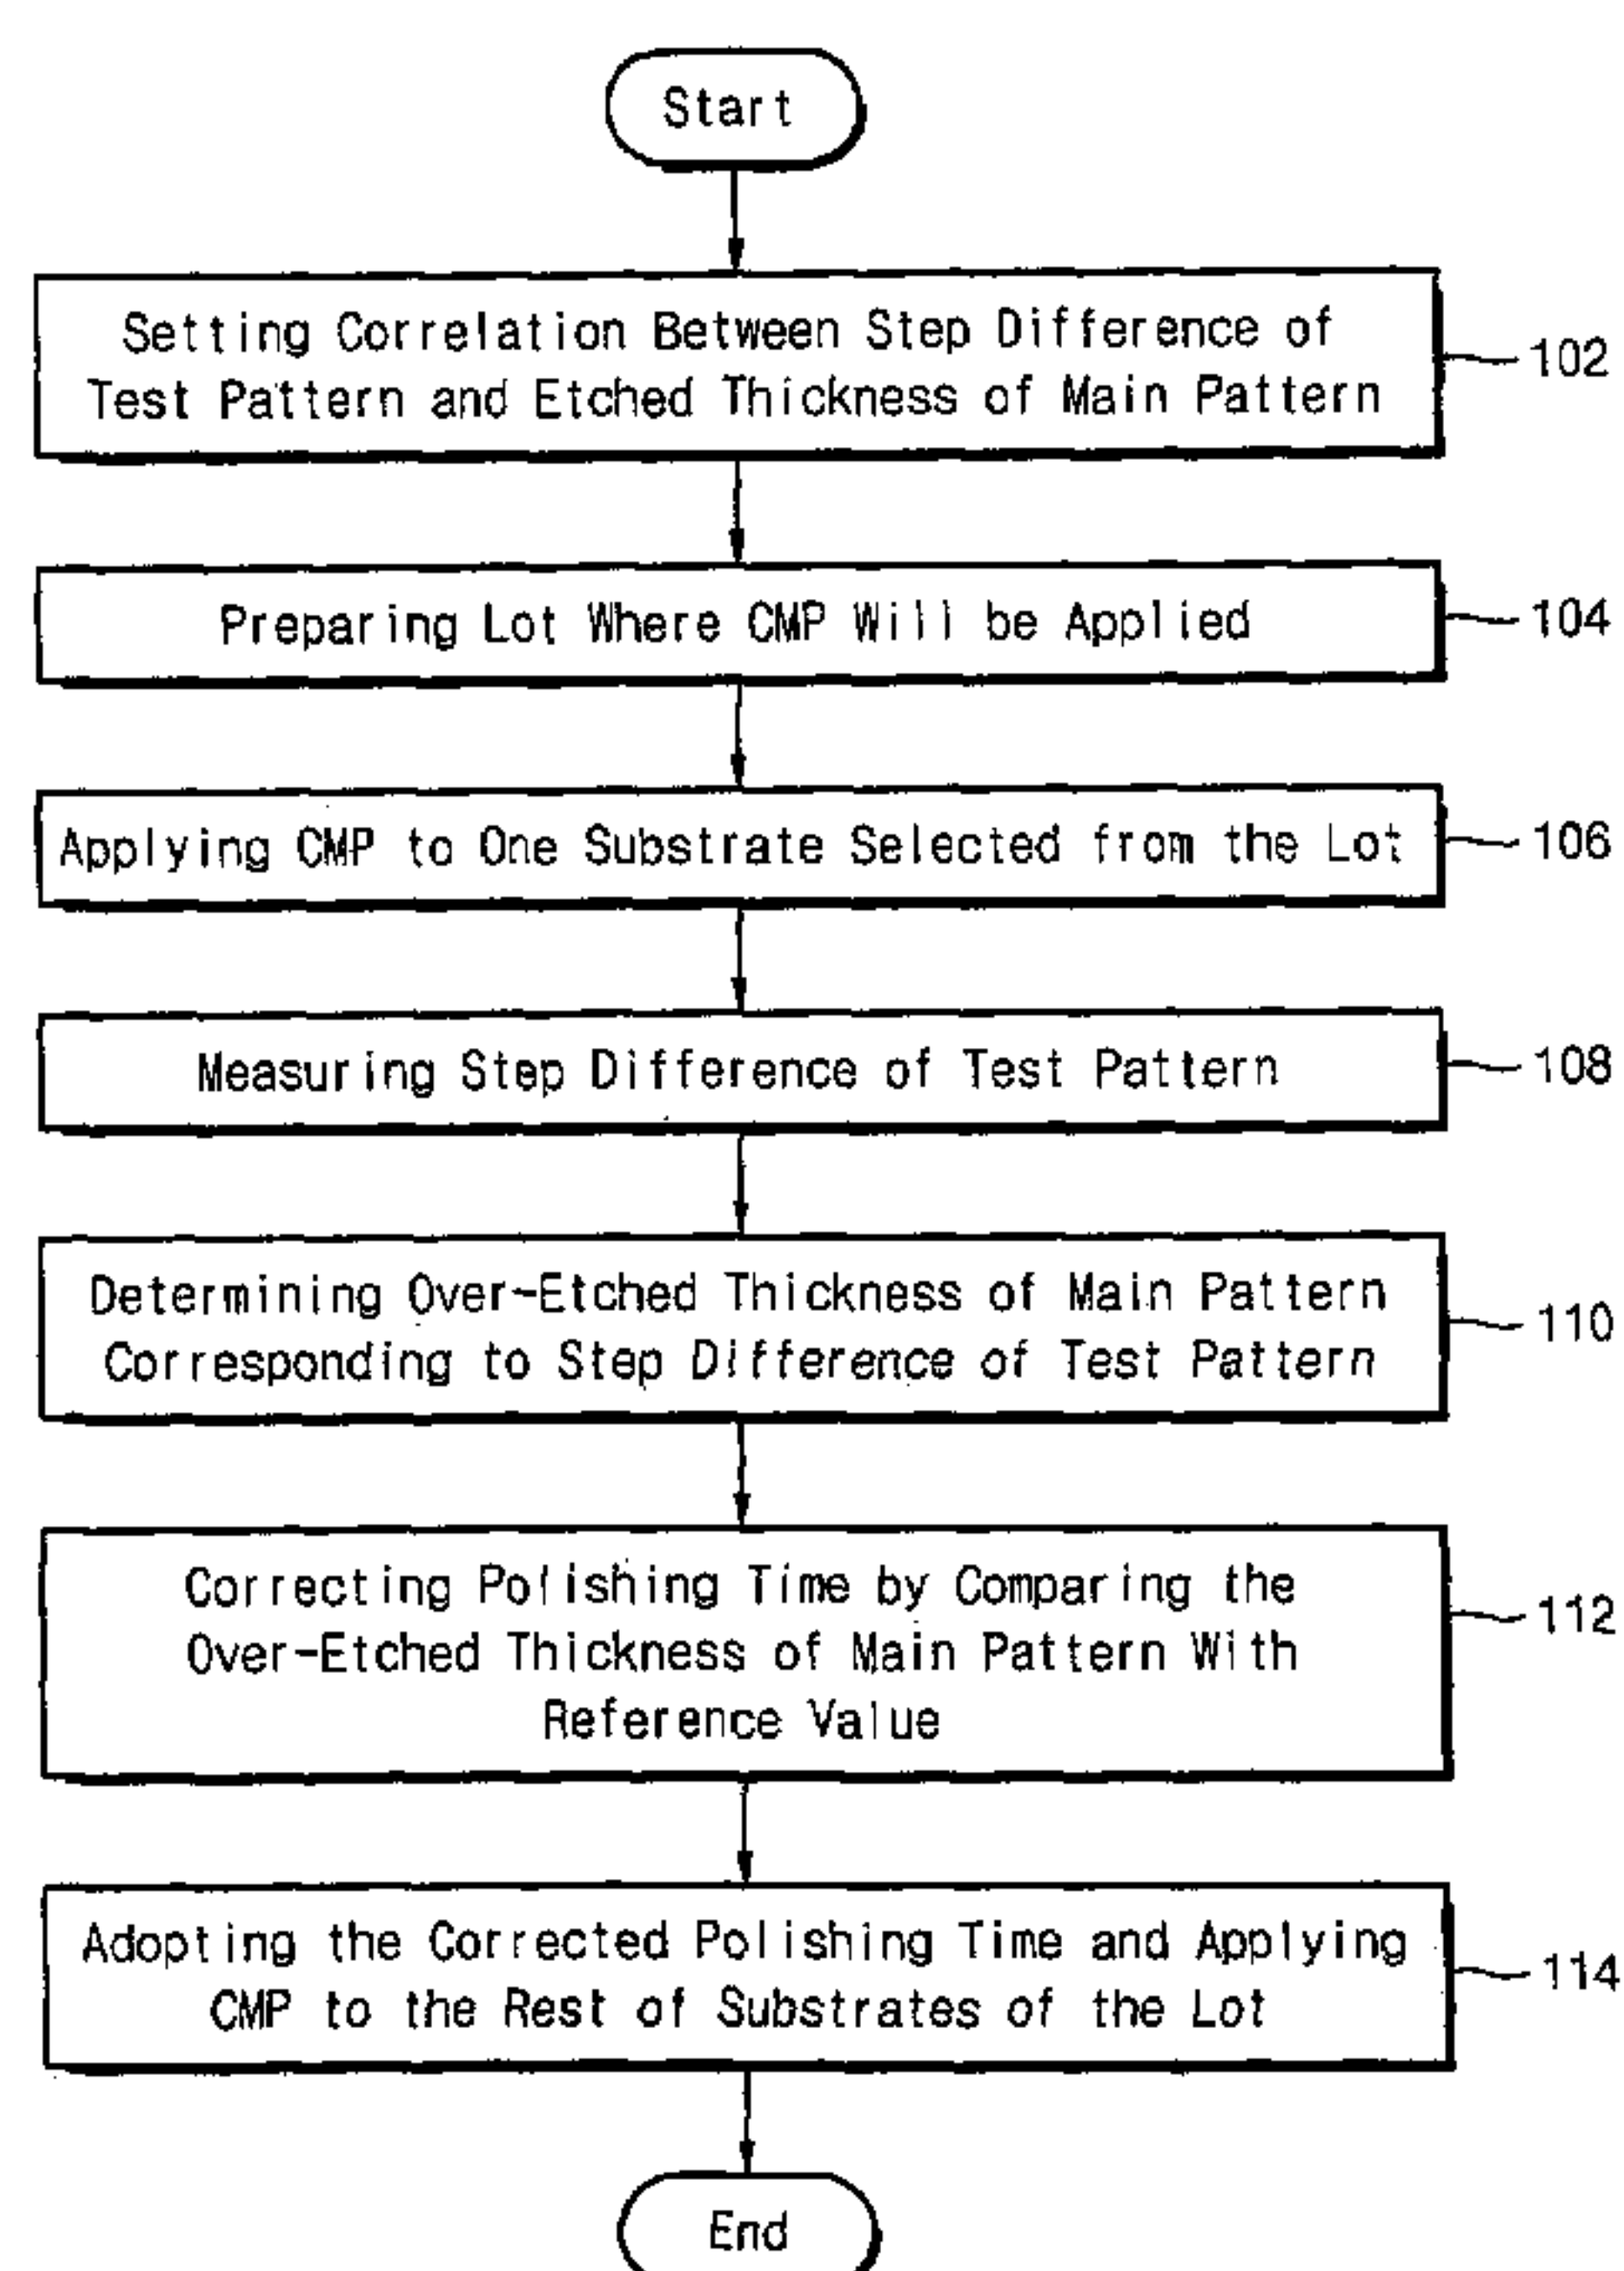 Start
Setting Correlation Between Step Difference of
Test Pattern and Etched Thickness of Main Pattern
102
Preparing Lot Where CMP Will be Applied
104
Applying CMP to One Substrate Selected from the Lot
106
Measuring Step Difference of Test Pattern
108
Determining Over-Etched Thickness of Main Pattern
Corresponding to Step Difference of Test Pattern
110
Correcting Polishing Time by Comparing the
Over-Etched Thickness of Main Pattern With
Reference Value
112
Adopting the Corrected Polishing Time and Applying
CMP to the Rest of Substrates of the Lot
114
End